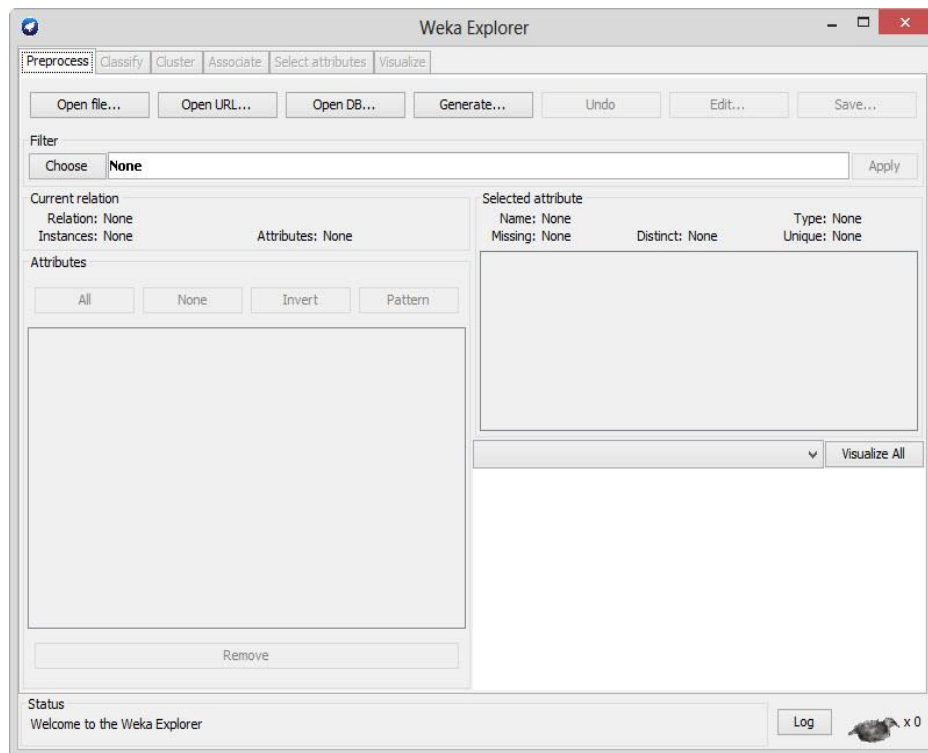 Weka Explorer
Preprocess Classify Cluster Associate Select attributes Visualize
Open file... Open URL... Open DB... Generate... Undo Edit... Save...
Filter
Choose None Apply
Current relation
Relation: None
Instances: None Attributes: None
Selected attribute
Name: None Type: None
Missing: None Distinct: None Unique: None
Attributes
All None Invert Pattern
Visualize All
Remove
Status
Welcome to the Weka Explorer
Log x 0